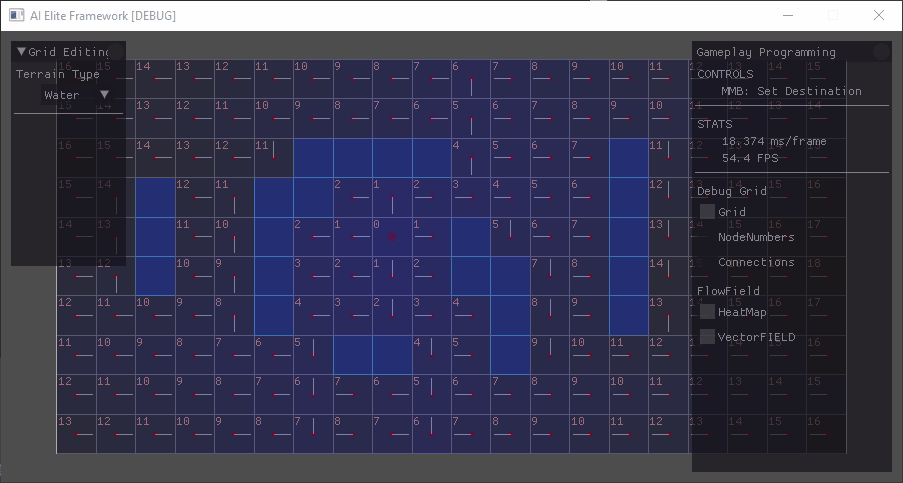 AI Elite Framework [DEBUG]
Grid Editing
Terrain Type
Water
16 15 14 13 12 11 10 9 8 7 6 7 8 9 10 11 12 13 14 15
15 14 13 12 11 10 9 8 7 6 5 6 7 8 9 10 11 12 13 14
16 15 14 13 12 11 4 5 6 7 11 12 13 14 15
15 14 12 11 2 1 2 3 4 5 6 12 13 14 15 16
14 13 11 10 2 1 0 1 5 6 7 13 14 15 16 17
13 12 10 9 3 2 1 2 7 8 14 15 16 17 18
12 11 10 9 8 4 3 2 3 4 8 9 13 14 15 16 17
11 10 9 8 7 6 5 4 5 9 10 11 12 13 14 15 16
12 11 10 9 8 7 6 7 6 5 6 7 8 9 10 11 12 13 14 15
13 12 11 10 9 8 7 8 7 6 7 8 9 10 11 12 13 14 15 16
Gameplay Programming
CONTROLS
MMB: Set Destination
STATS
18.374 ms/frame
54.4 FPS
Debug Grid
Grid
NodeNumbers
Connections
FlowField
HeatMap
VectorFIELD